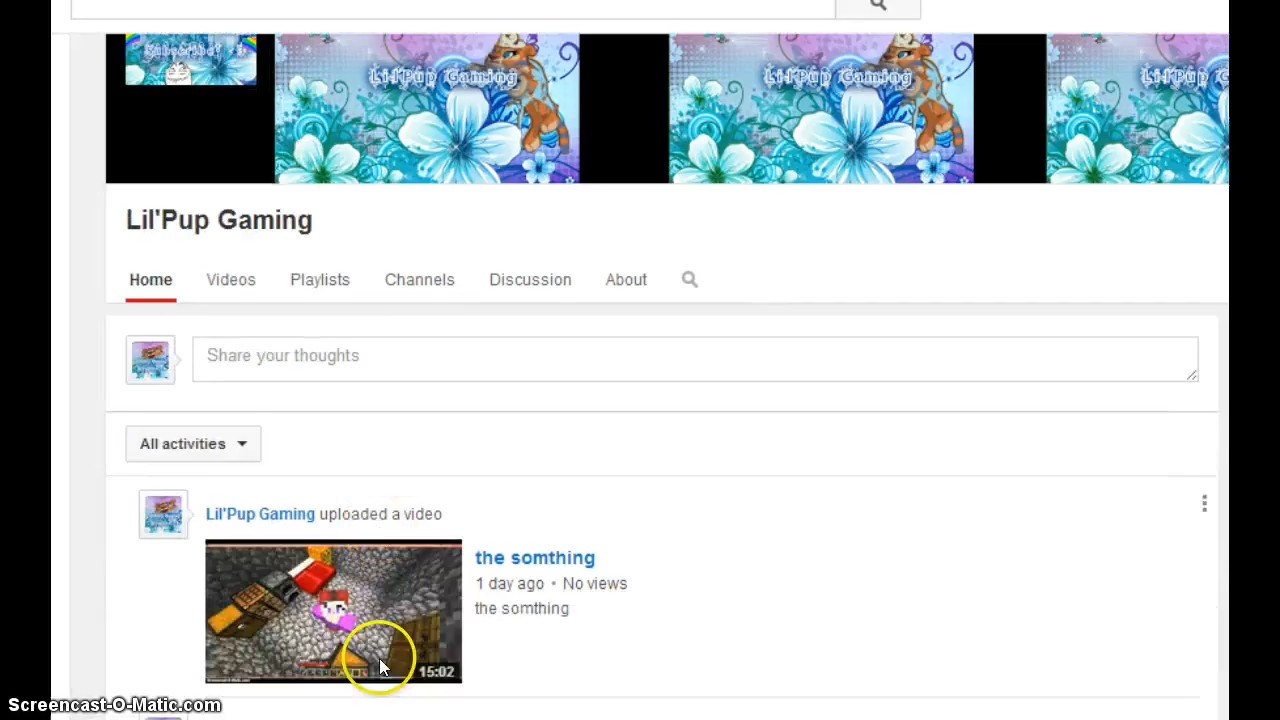 Subscribe!
Lil'Pup Gaming
Lil'Pup Gaming
Lil'Pup G
Lil'Pup Gaming
Home Videos Playlists Channels Discussion About
Share your thoughts
All activities
Lil'Pup Gaming uploaded a video
the somthing
1 day ago • No views
the somthing
15:02
Screencast-O-Matic.com